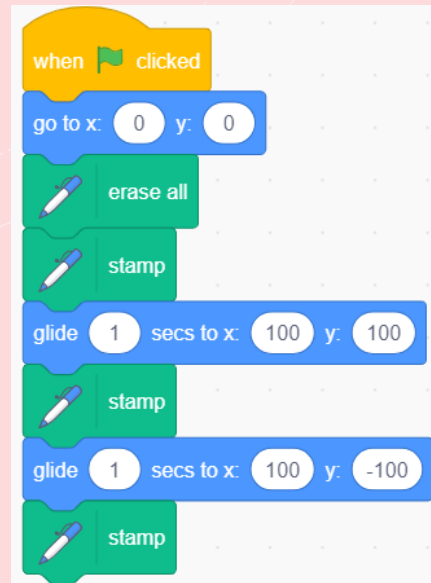 when clicked
go to x: 0 y: 0
erase all
stamp
glide 1 secs to x: 100 y: 100
stamp
glide 1 secs to x: 100 y: -100
stamp